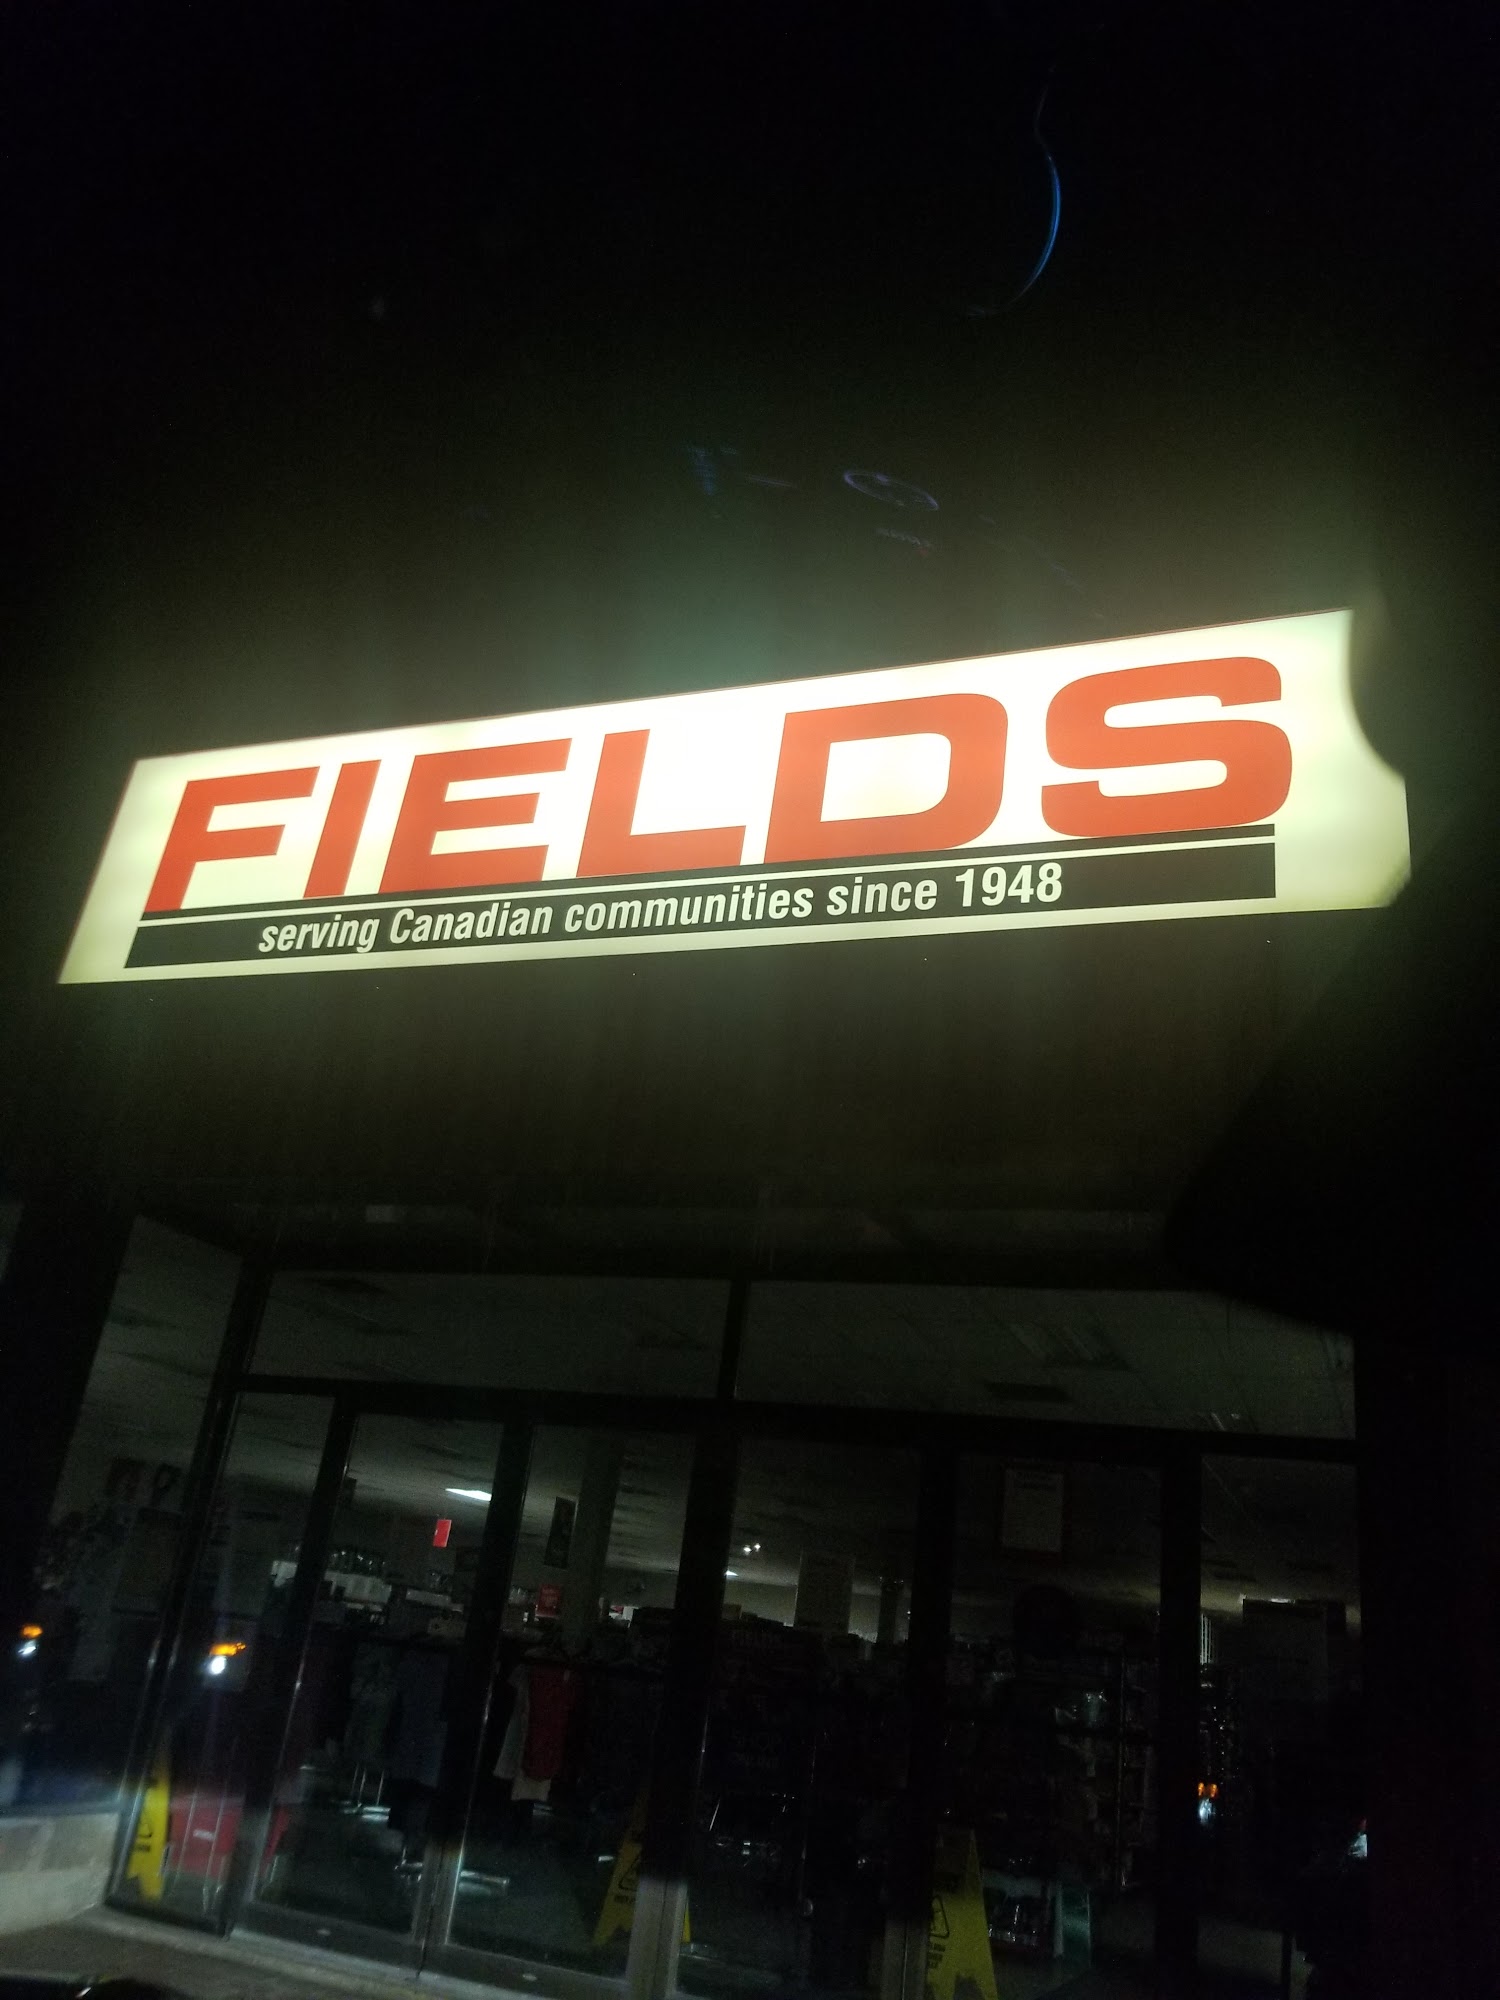 FIELDS
serving Canadian communities since 1948